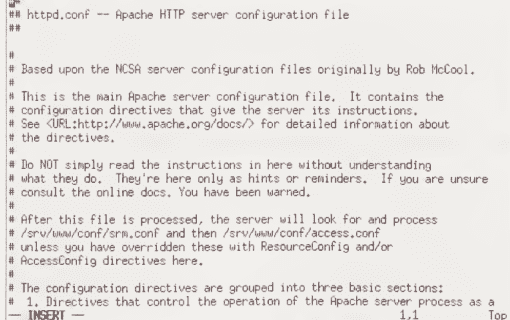 ##
## httpd.conf -- Apache HTTP server configuration file
##
#
# Based upon the NCSA server configuration files originally by Rob McCool.
#
# This is the main Apache server configuration file.  It contains the
# configuration directives that give the server its instructions.
# See <URL:http://www.apache.org/docs/> for detailed information about
# the directives.
#
# Do NOT simply read the instructions in here without understanding
# what they do.  They're here only as hints or reminders.  If you are unsure
# consult the online docs. You have been warned.
#
# After this file is processed, the server will look for and process
# /srv/www/conf/srm.conf and then /srv/www/conf/access.conf
# unless you have overridden these with ResourceConfig and/or
# AccessConfig directives here.
#
# The configuration directives are grouped into three basic sections:
#  1. Directives that control the operation of the Apache server process as a
-- INSERT --                                                  1,1           Top